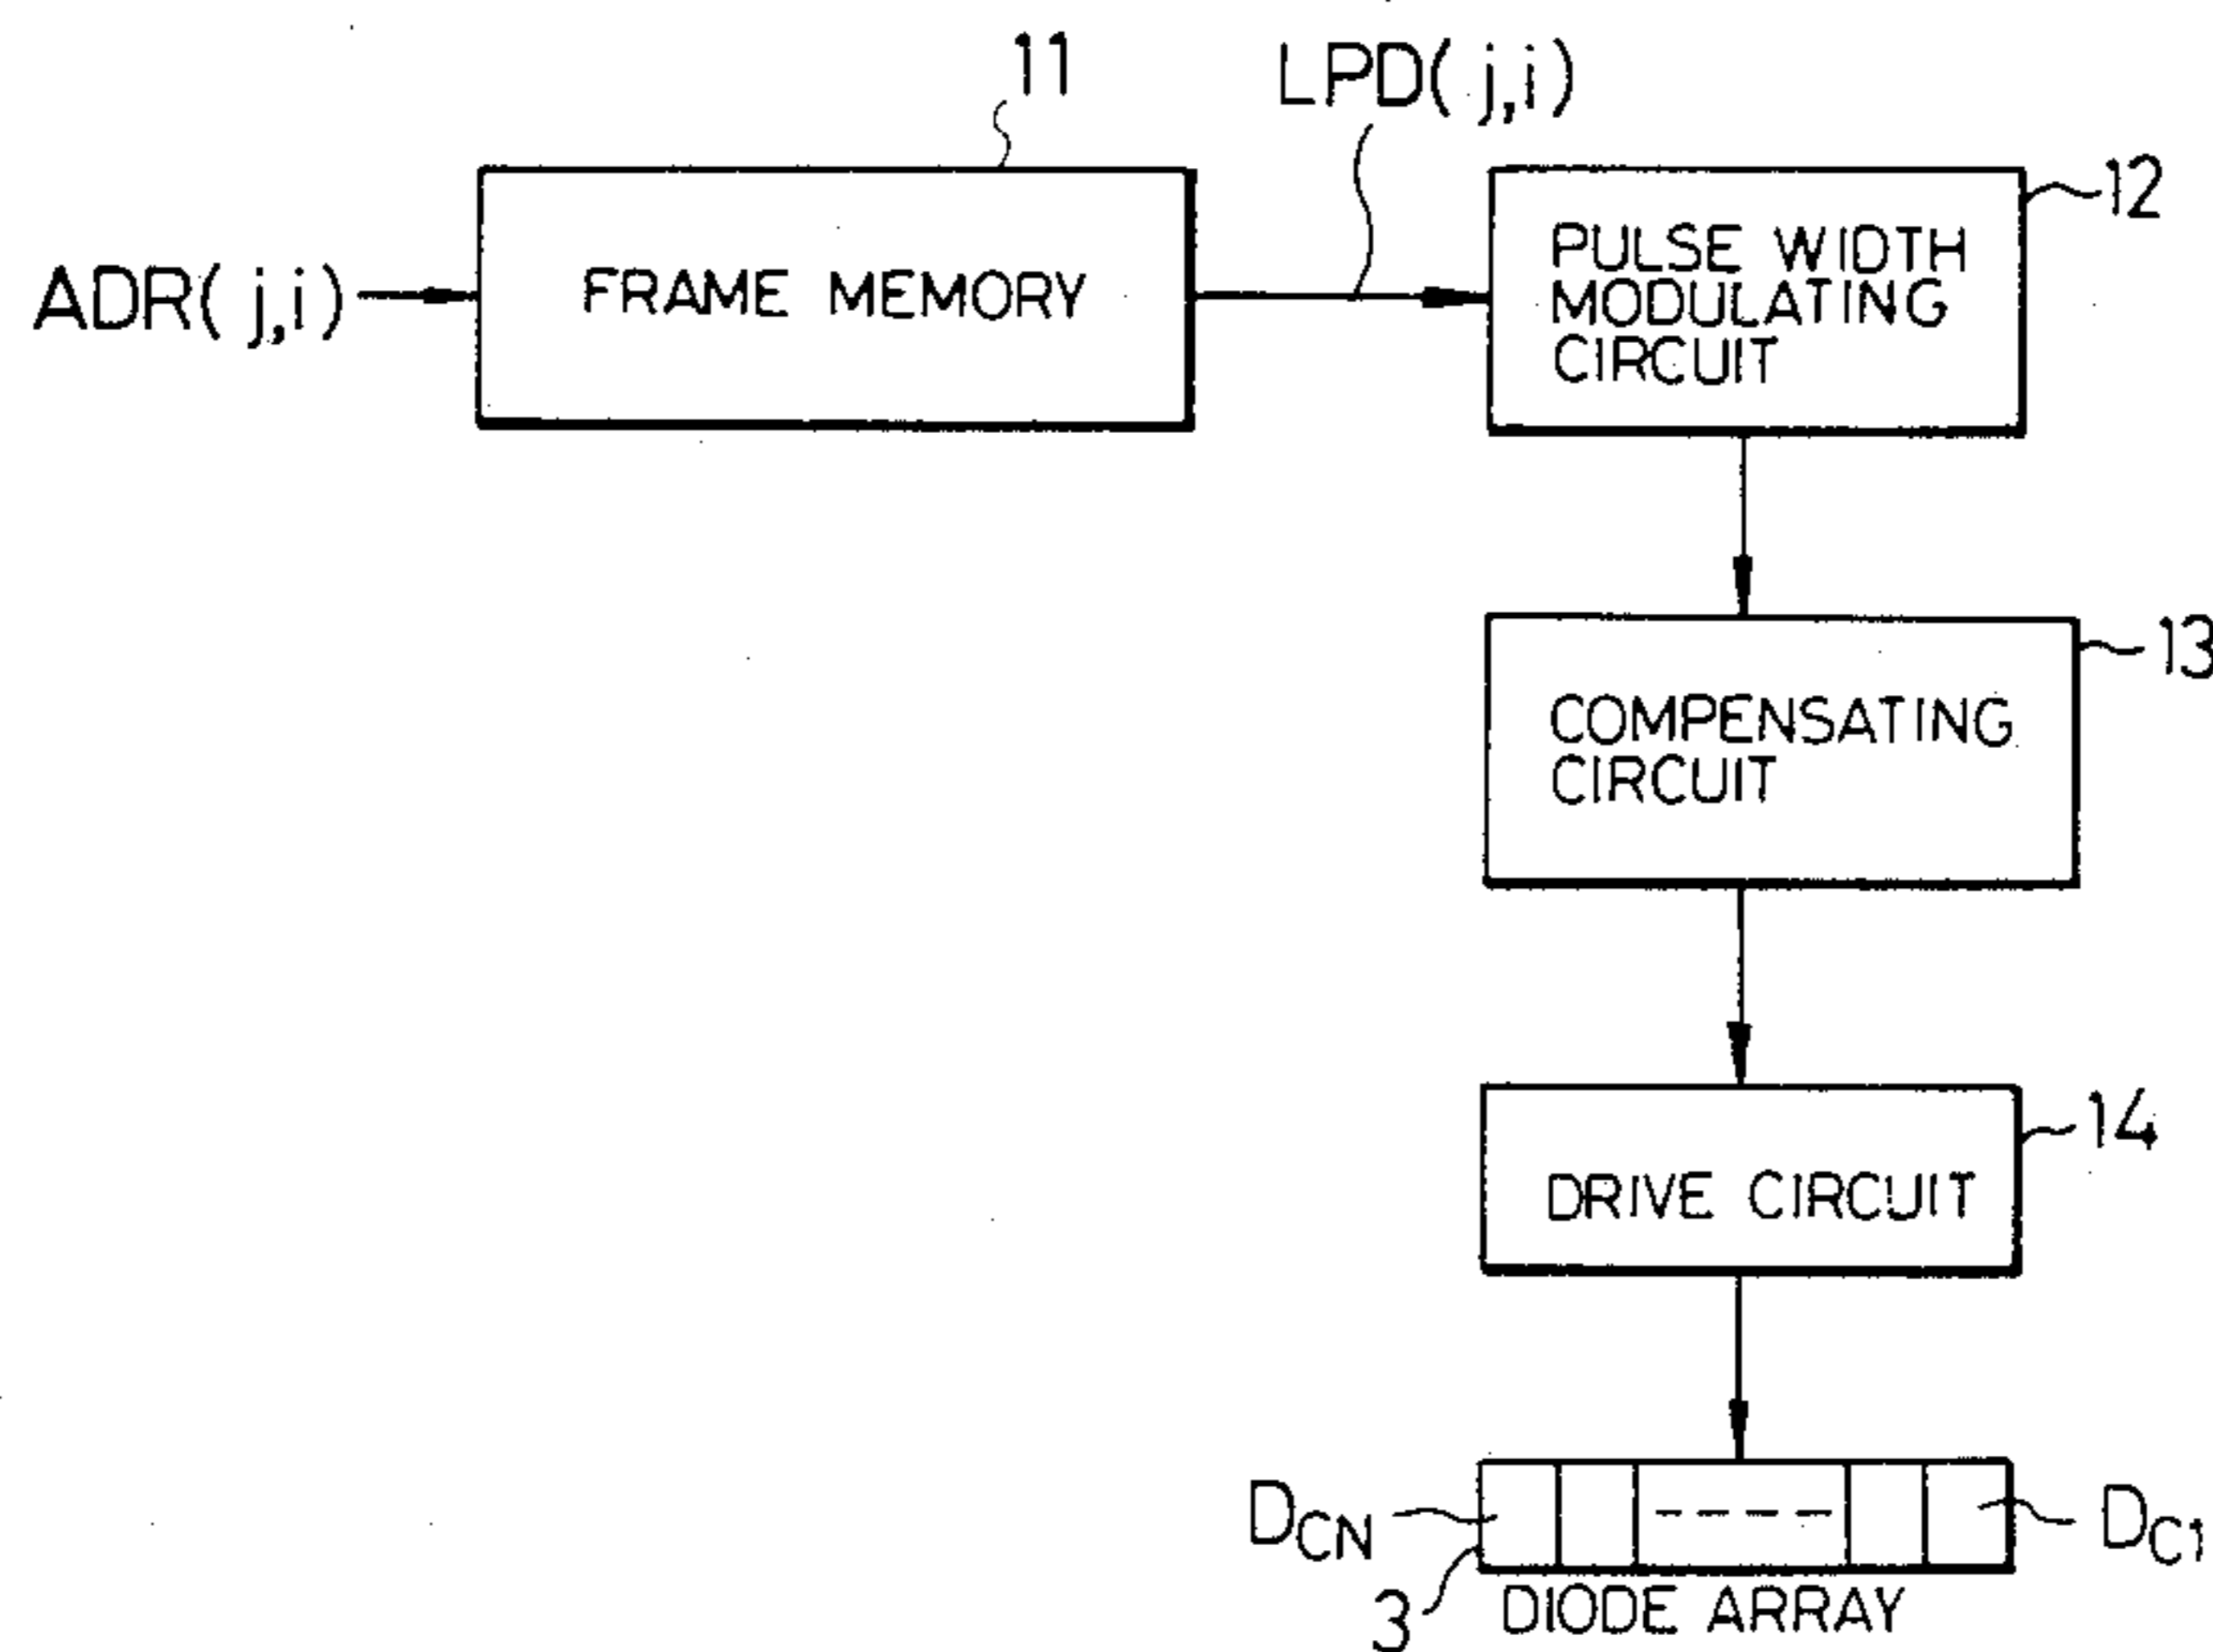 11
LPD(j,i)
12
ADR(j,i)
FRAME MEMORY
PULSE WIDTH
MODULATING
CIRCUIT
13
COMPENSATING
CIRCUIT
14
DRIVE CIRCUIT
DCN
DC1
3
DIODE ARRAY